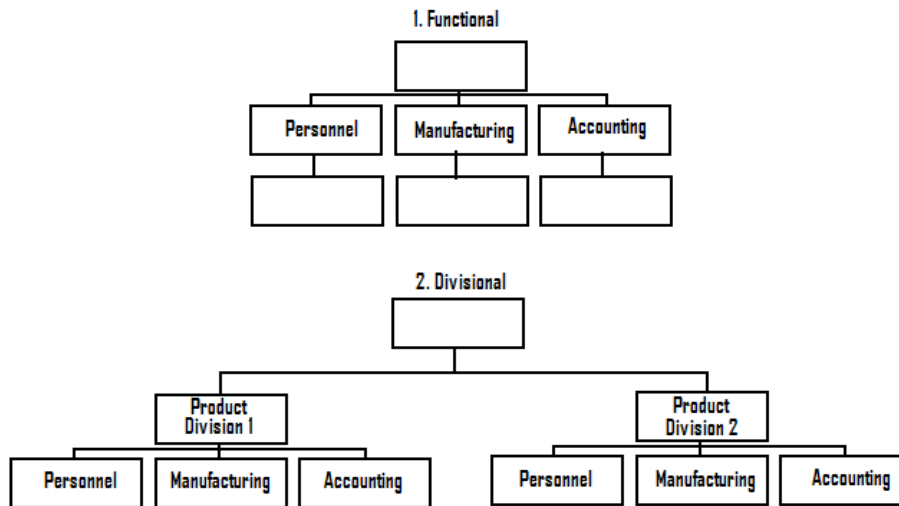 1. Functional
Personnel
Manufacturing
Accounting
2. Divisional
Product
Division 1
Product
Division 2
Personnel
Manufacturing
Accounting
Personnel
Manufacturing
Accounting